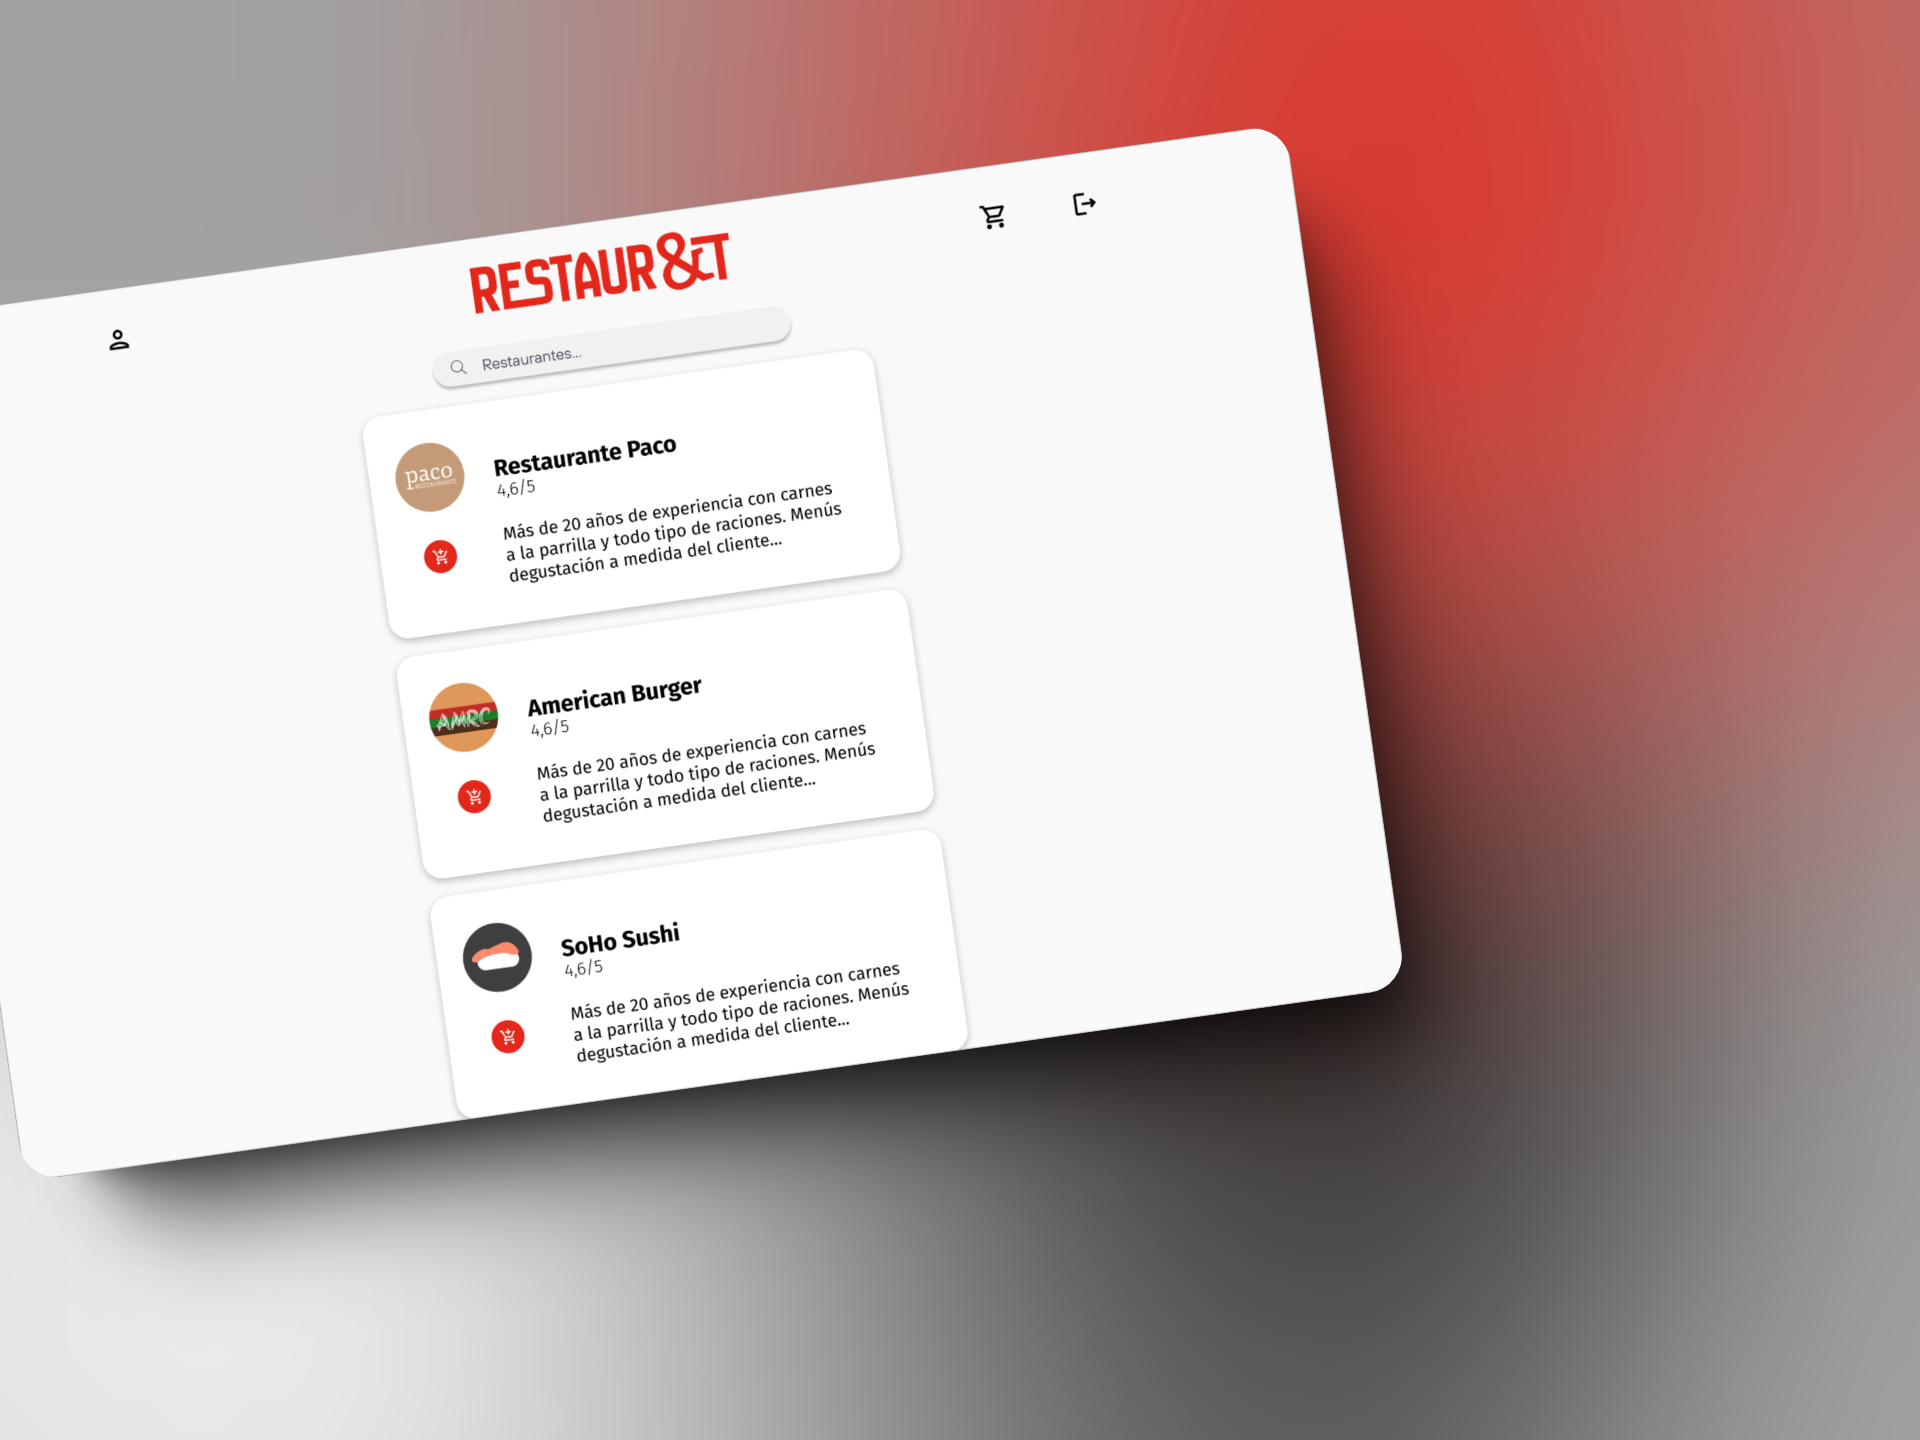 RESTAUR&T
Restaurantes...
paco
RESTAURANTE
Restaurante Paco
4,6/5
Más de 20 años de experiencia con carnes
a la parrilla y todo tipo de raciones. Menús
degustación a medida del cliente...
AMRC
American Burger
4,6/5
Más de 20 años de experiencia con carnes
a la parrilla y todo tipo de raciones. Menús
degustación a medida del cliente...
SoHo Sushi
4,6/5
Más de 20 años de experiencia con carnes
a la parrilla y todo tipo de raciones. Menús
degustación a medida del cliente...